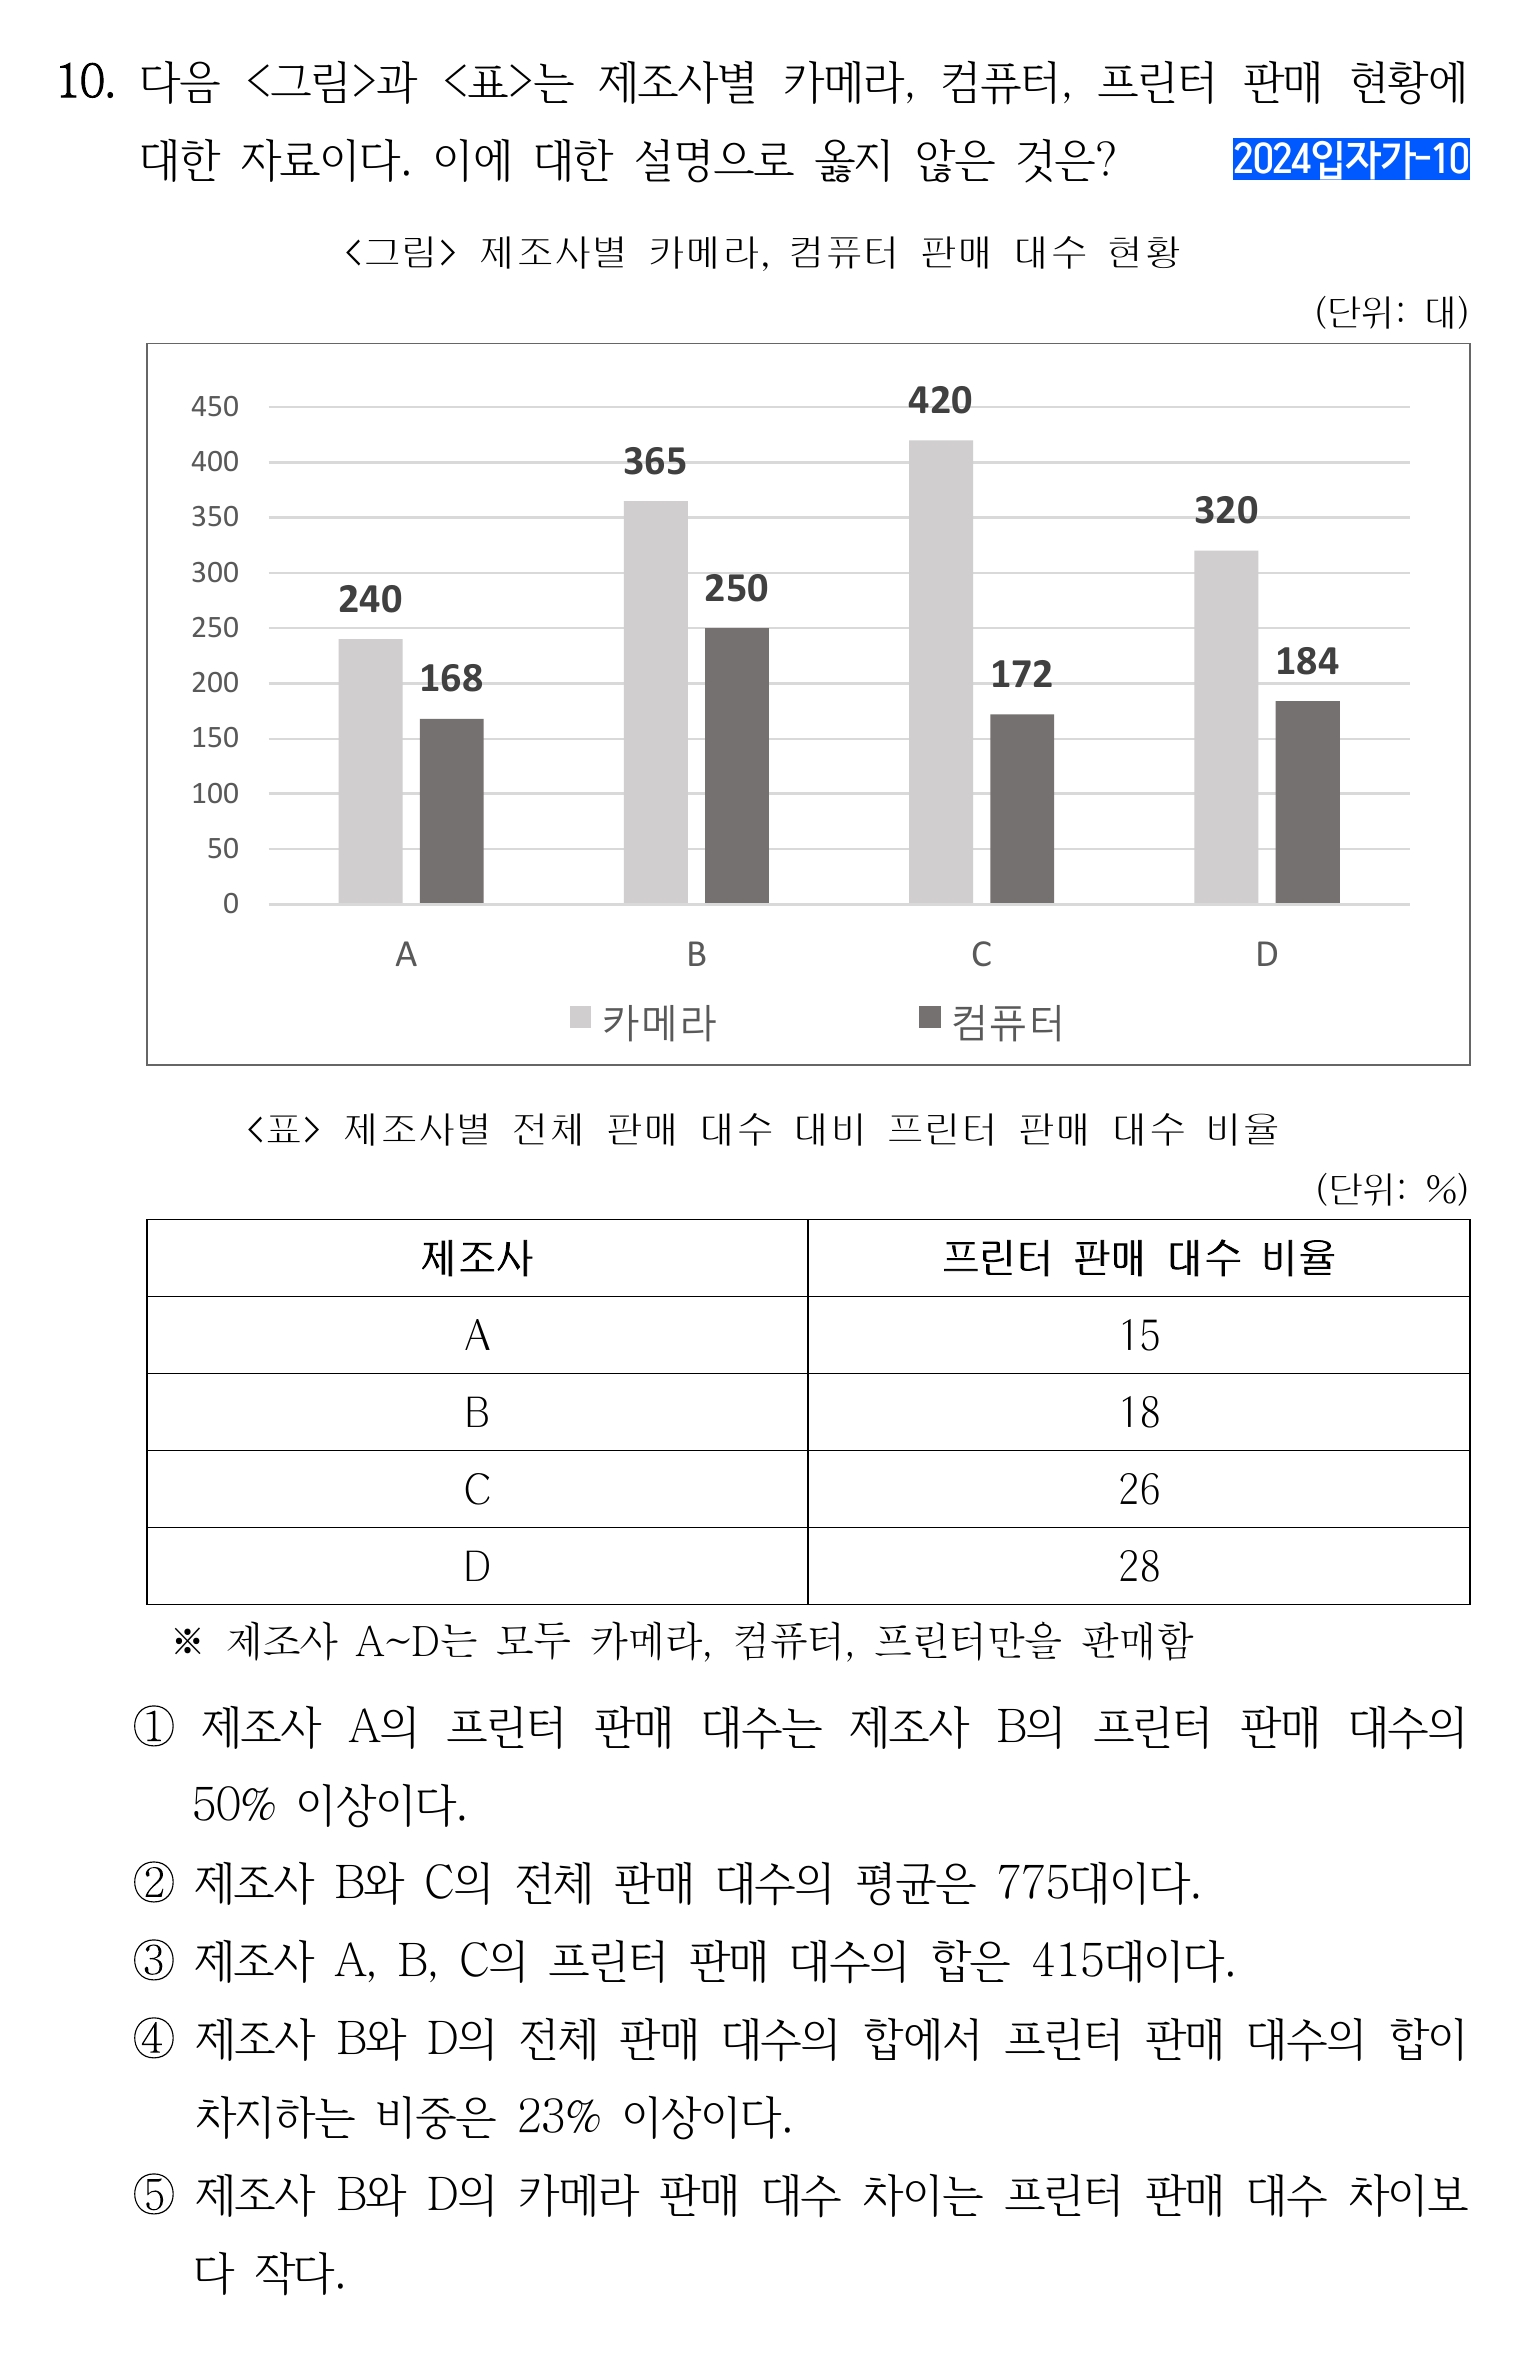 10. 다음 <그림>과 <표>는 제조사별 카메라, 컴퓨터, 프린터 판매 현황에
대한 자료이다. 이에 대한 설명으로 옳지 않은 것은? 2024입자가-10
<그림> 제조사별 카메라, 컴퓨터 판매 대수 현황
(단위: 대)
450
400
350
300
250
200
150
100
50
0
240
168
365
250
420
172
320
184
A B C D
카메라 컴퓨터
<표> 제조사별 전체 판매 대수 대비 프린터 판매 대수 비율
(단위: %)
제조사 프린터 판매 대수 비율
A 15
B 18
C 26
D 28
※ 제조사 A~D는 모두 카메라, 컴퓨터, 프린터만을 판매함
① 제조사 A의 프린터 판매 대수는 제조사 B의 프린터 판매 대수의
50% 이상이다.
② 제조사 B와 C의 전체 판매 대수의 평균은 775대이다.
③ 제조사 A, B, C의 프린터 판매 대수의 합은 415대이다.
④ 제조사 B와 D의 전체 판매 대수의 합에서 프린터 판매 대수의 합이
차지하는 비중은 23% 이상이다.
⑤ 제조사 B와 D의 카메라 판매 대수 차이는 프린터 판매 대수 차이보
다 작다.